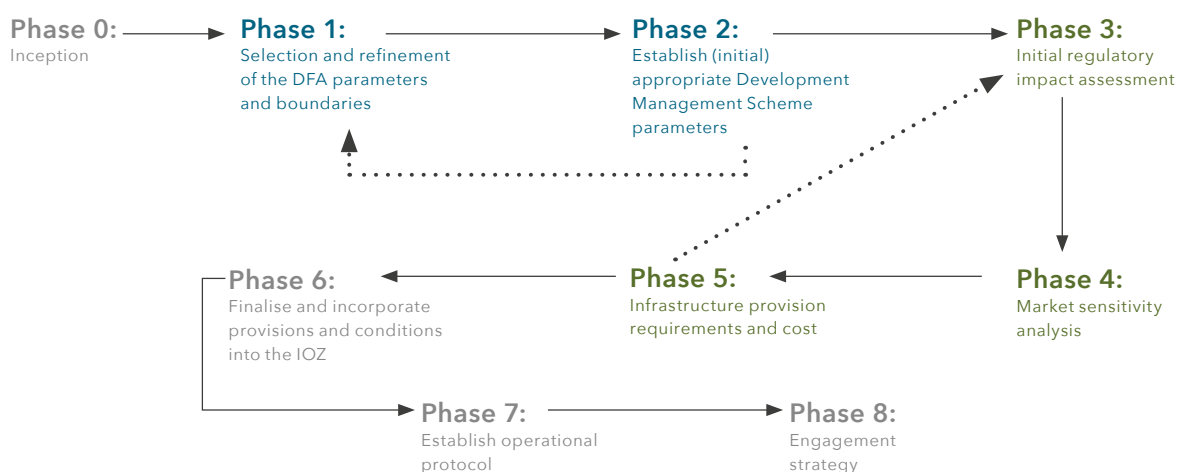 Phase 0:
Inception
Phase 1:
Selection and refinement
of the DFA parameters
and boundaries
Phase 2:
Establish (initial)
appropriate Development
Management Scheme
parameters
Phase 3:
Initial regulatory
impact assessment
Phase 4:
Market sensitivity
analysis
Phase 5:
Infrastructure provision
requirements and cost
Phase 6:
Finalise and incorporate
provisions and conditions
into the IOZ
Phase 7:
Establish operational
protocol
Phase 8:
Engagement
strategy